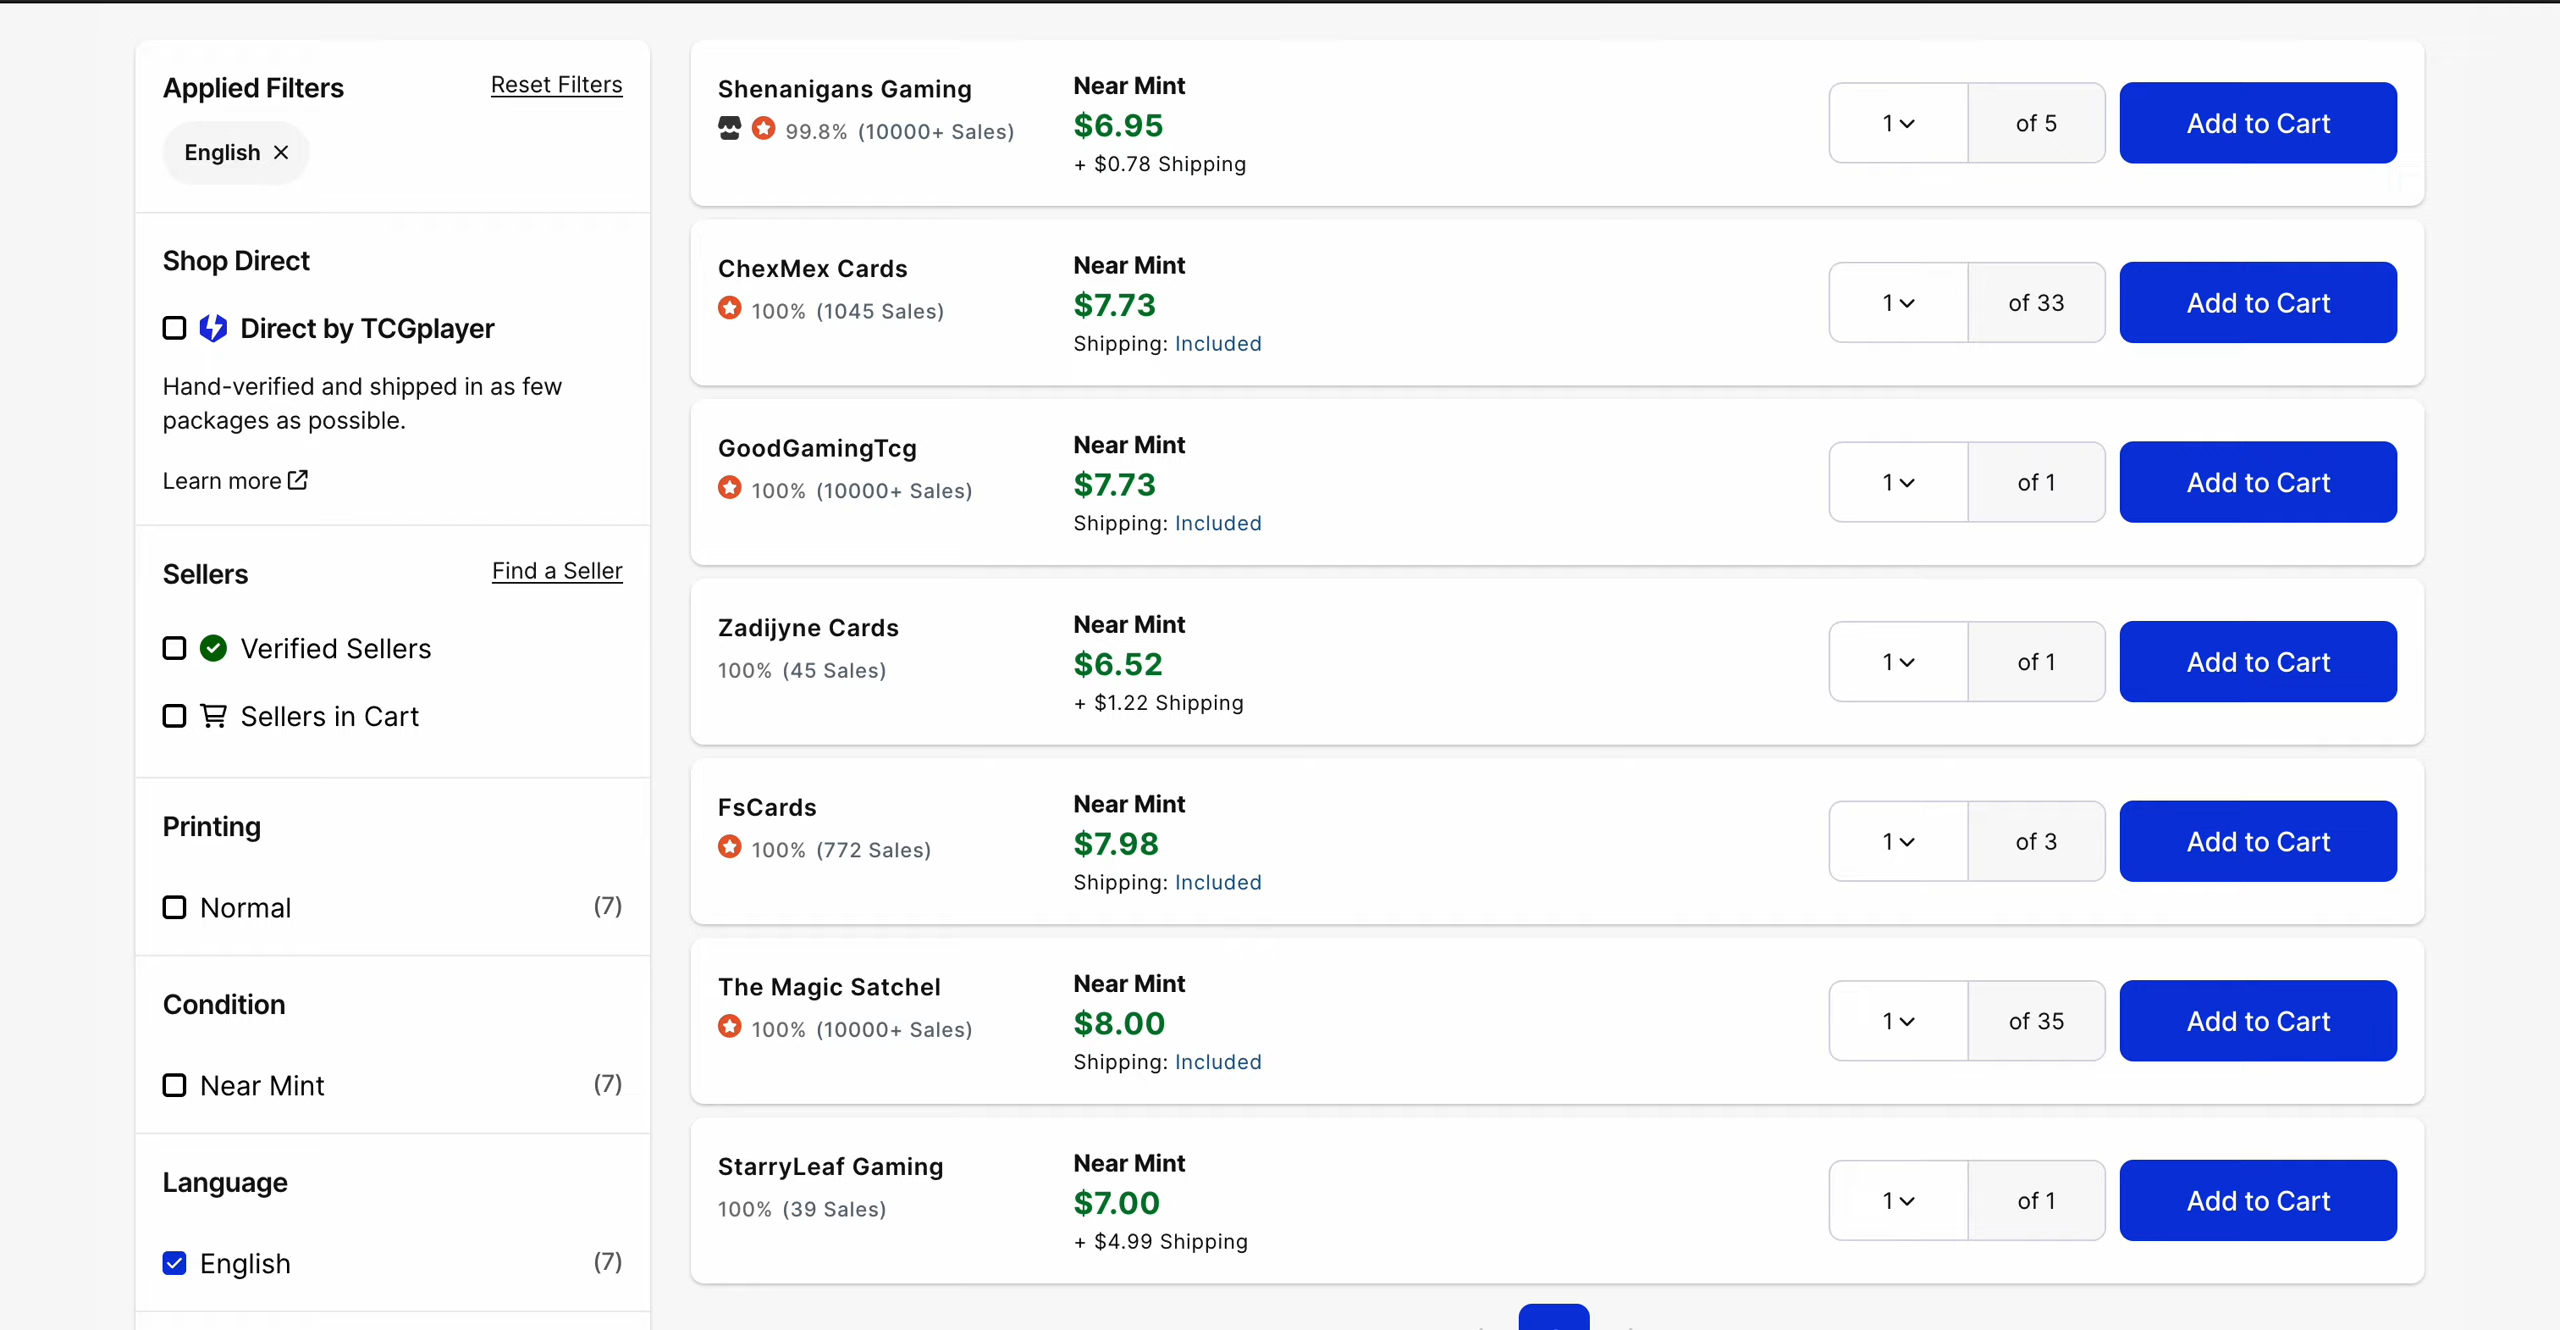 Applied Filters
Reset Filters
English
Shop Direct
Direct by TCGplayer
Hand-verified and shipped in as few
packages as possible.
Learn more
Sellers
Find a Seller
Verified Sellers
Sellers in Cart
Printing
Normal (7)
Condition
Near Mint (7)
Language
English (7)
Shenanigans Gaming
99.8% (10000+ Sales)
Near Mint
$6.95
+ $0.78 Shipping
1 of 5
Add to Cart
ChexMex Cards
100% (1045 Sales)
Near Mint
$7.73
Shipping: Included
1 of 33
Add to Cart
GoodGamingTcg
100% (10000+ Sales)
Near Mint
$7.73
Shipping: Included
1 of 1
Add to Cart
Zadijyne Cards
100% (45 Sales)
Near Mint
$6.52
+ $1.22 Shipping
1 of 1
Add to Cart
FsCards
100% (772 Sales)
Near Mint
$7.98
Shipping: Included
1 of 3
Add to Cart
The Magic Satchel
100% (10000+ Sales)
Near Mint
$8.00
Shipping: Included
1 of 35
Add to Cart
StarryLeaf Gaming
100% (39 Sales)
Near Mint
$7.00
+ $4.99 Shipping
1 of 1
Add to Cart